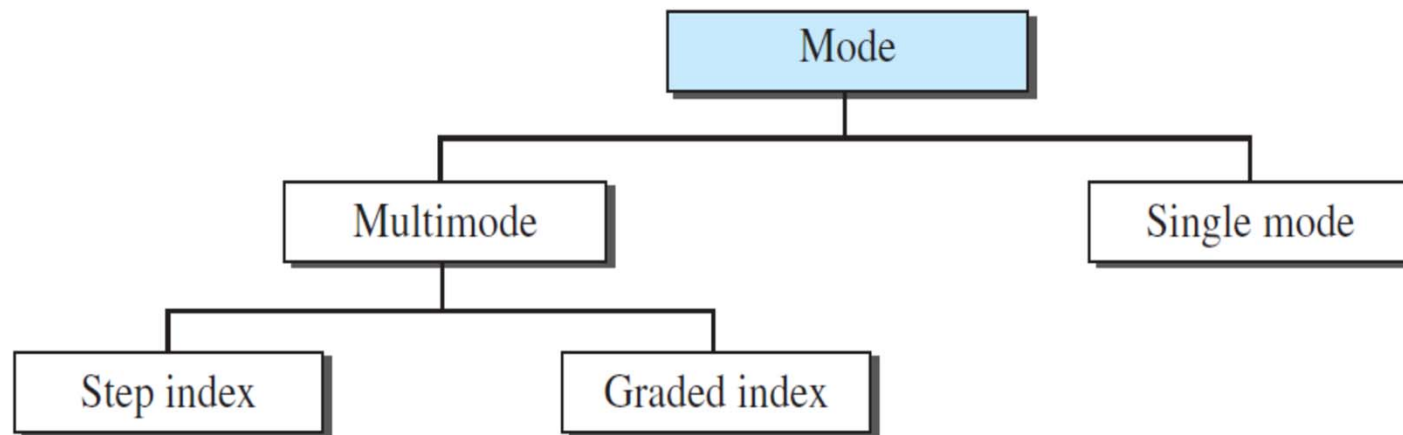 Mode
Multimode
Single mode
Step index
Graded index